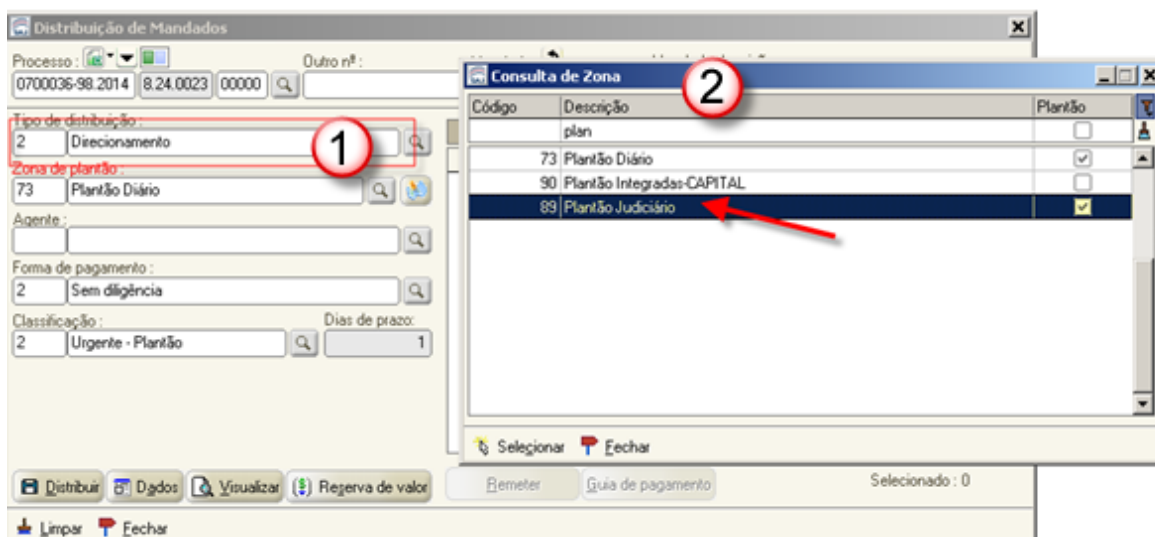 Distribuição de Mandados
Processo :
Outro nº :
0700036-98.2014 8.24.0023 00000
Tipo de distribuição :
2 Direcionamento
1
Zona de plantão :
73 Plantão Diário
Agente :
Forma de pagamento :
2 Sem diligência
Classificação :
Dias de prazo:
2 Urgente - Plantão
1
Distribuir Dados Visualizar Reserva de valor
Remeter Guia de pagamento
Selecionado : 0
Limpar Fechar
Consulta de Zona
2
Código Descrição Plantão
plan
73 Plantão Diário
90 Plantão Integradas-CAPITAL
89 Plantão Judiciário
Selecionar Fechar